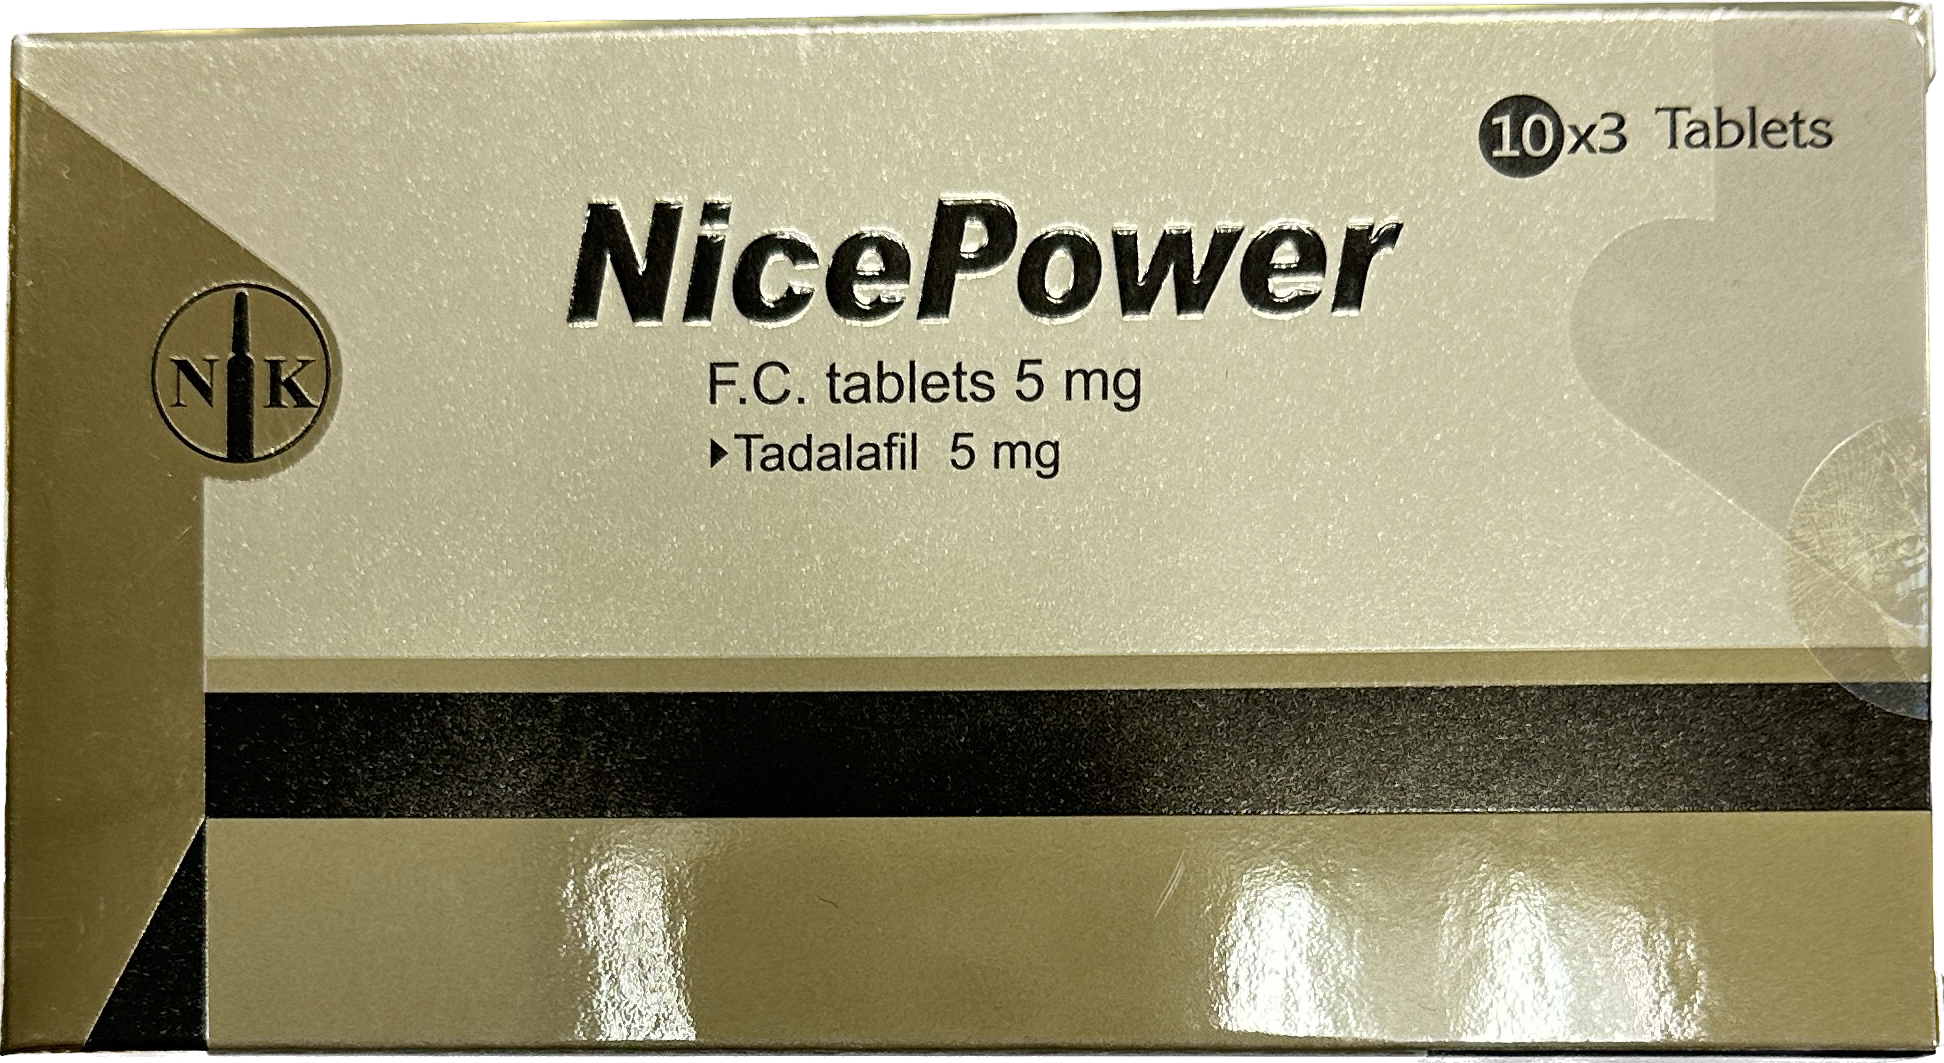 10x3 Tablets
NicePower
F.C. tablets 5 mg
▶Tadalafil 5 mg
N K